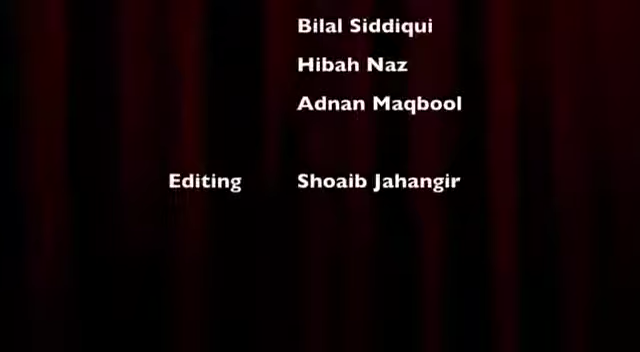 Bilal Siddiqui
Hibah Naz
Adnan Maqbool
Editing Shoaib Jahangir